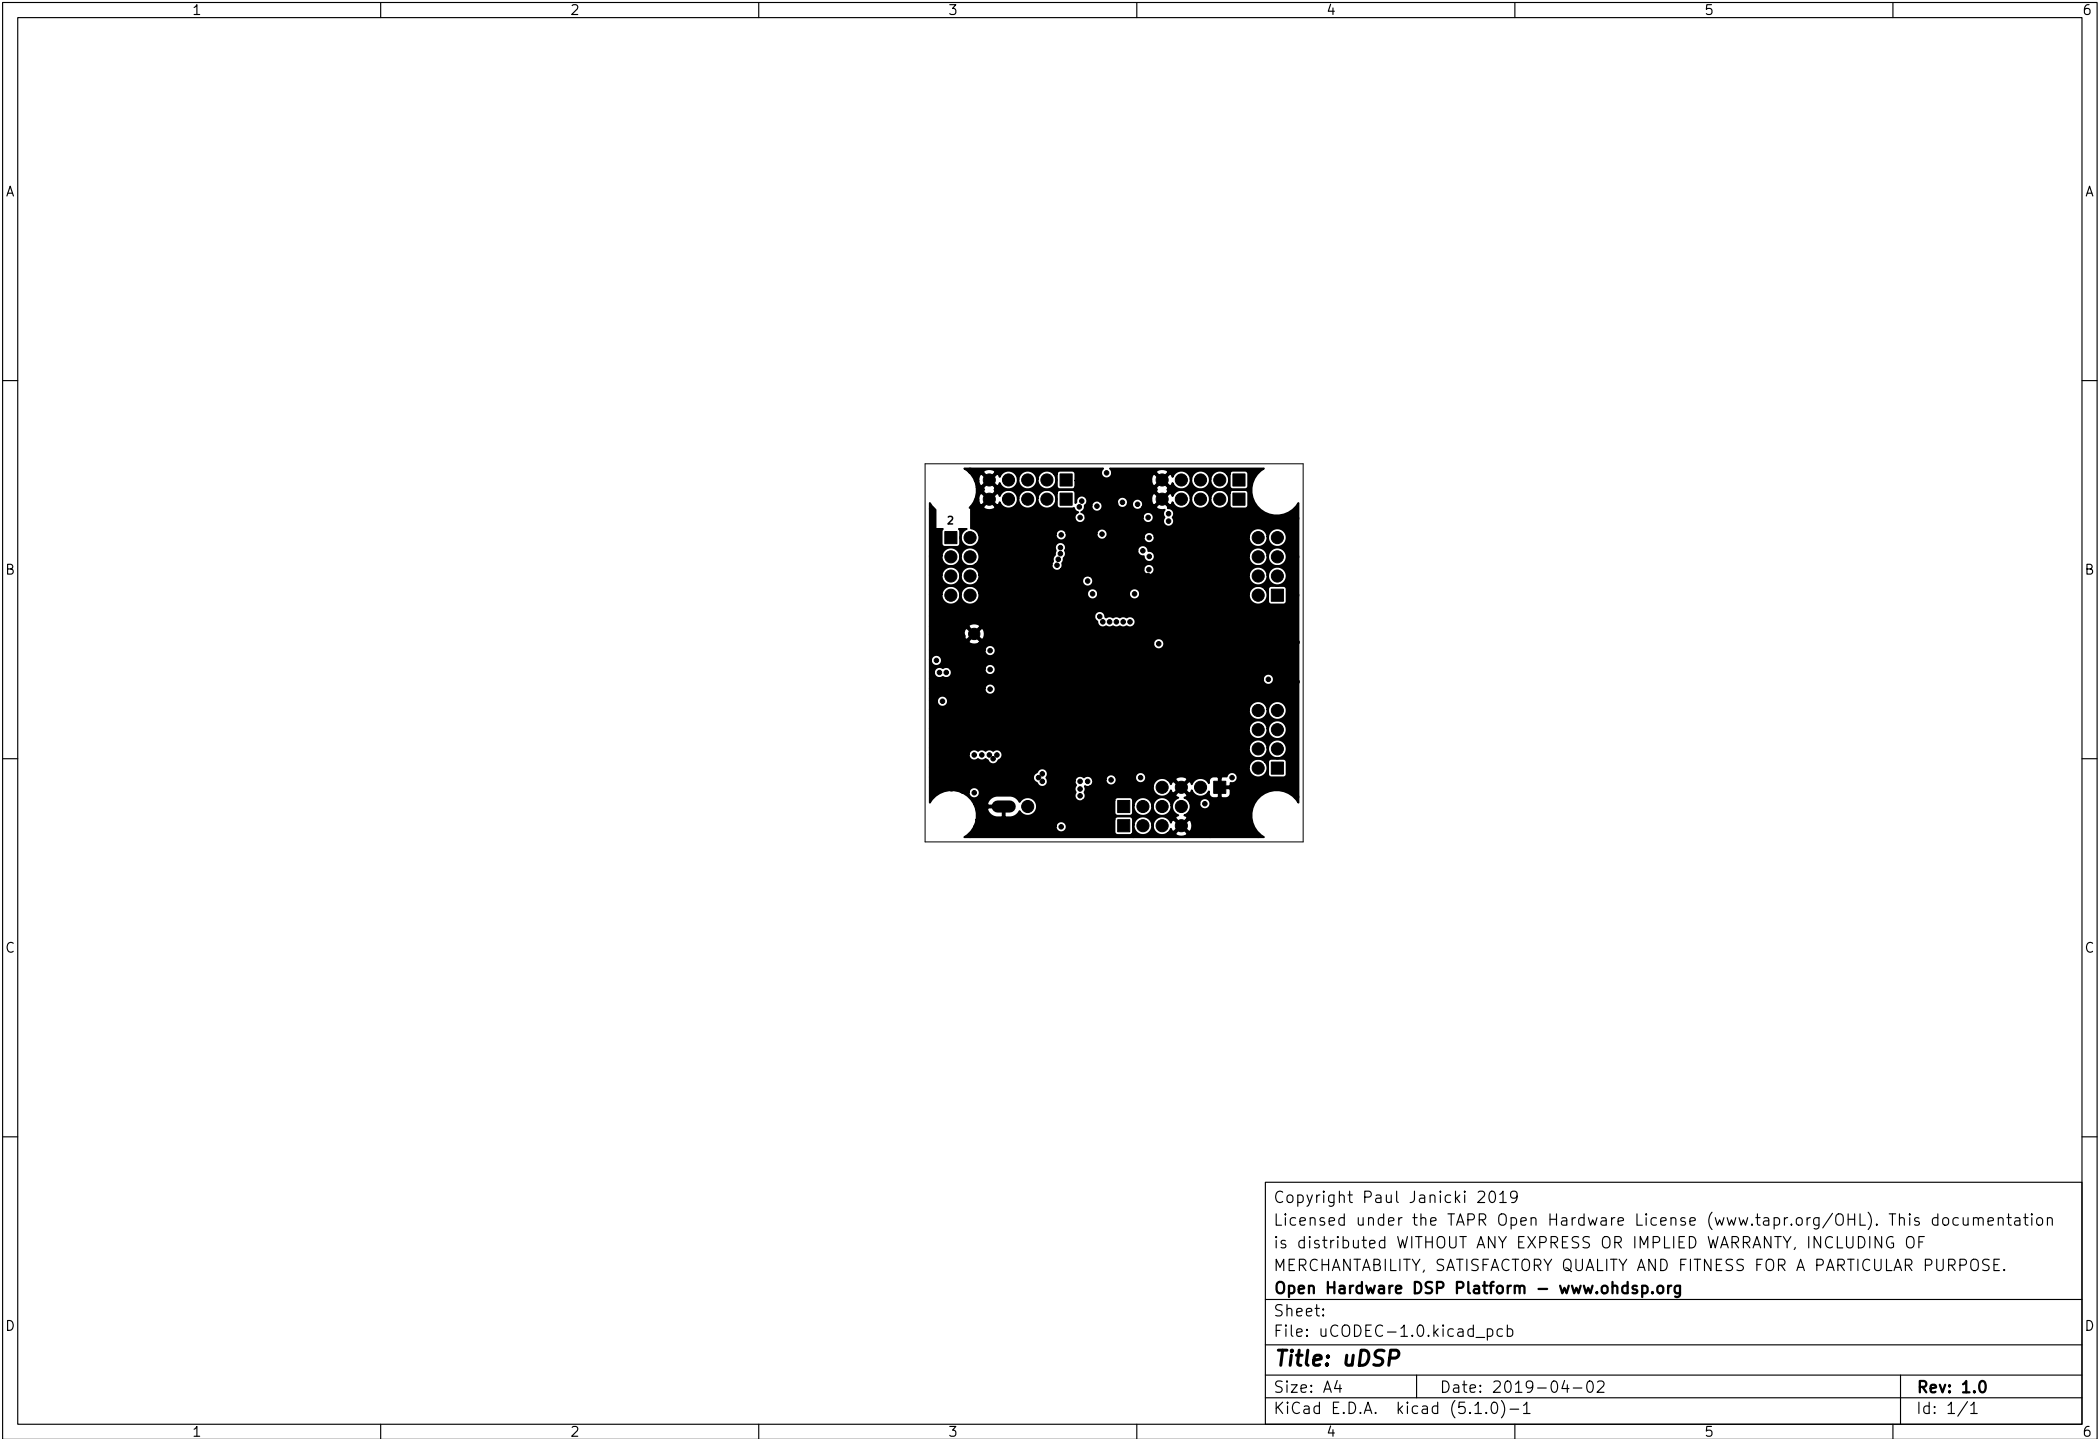 1 2 3 4 5 6
A A
2
B B
C C
Copyright Paul Janicki 2019
Licensed under the TAPR Open Hardware License (www.tapr.org/OHL). This documentation
is distributed WITHOUT ANY EXPRESS OR IMPLIED WARRANTY, INCLUDING OF
MERCHANTABILITY, SATISFACTORY QUALITY AND FITNESS FOR A PARTICULAR PURPOSE.
Open Hardware DSP Platform – www.ohdsp.org
Sheet:
D D
File: uCODEC–1.0.kicad_pcb
Title: uDSP
Size: A4 Date: 2019–04–02 Rev: 1.0
KiCad E.D.A. kicad (5.1.0)–1 Id: 1/1
1 2 3 4 5 6